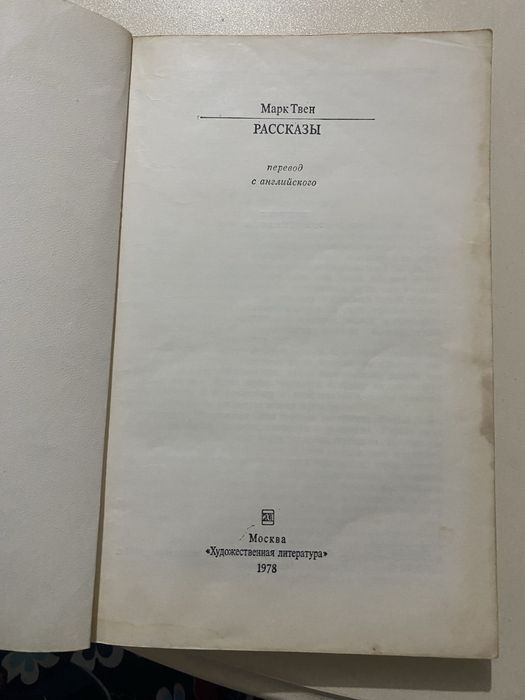 Марк Твен
РАССКАЗЫ
перевод
с английского
Москва
«Художественная литература»
1978